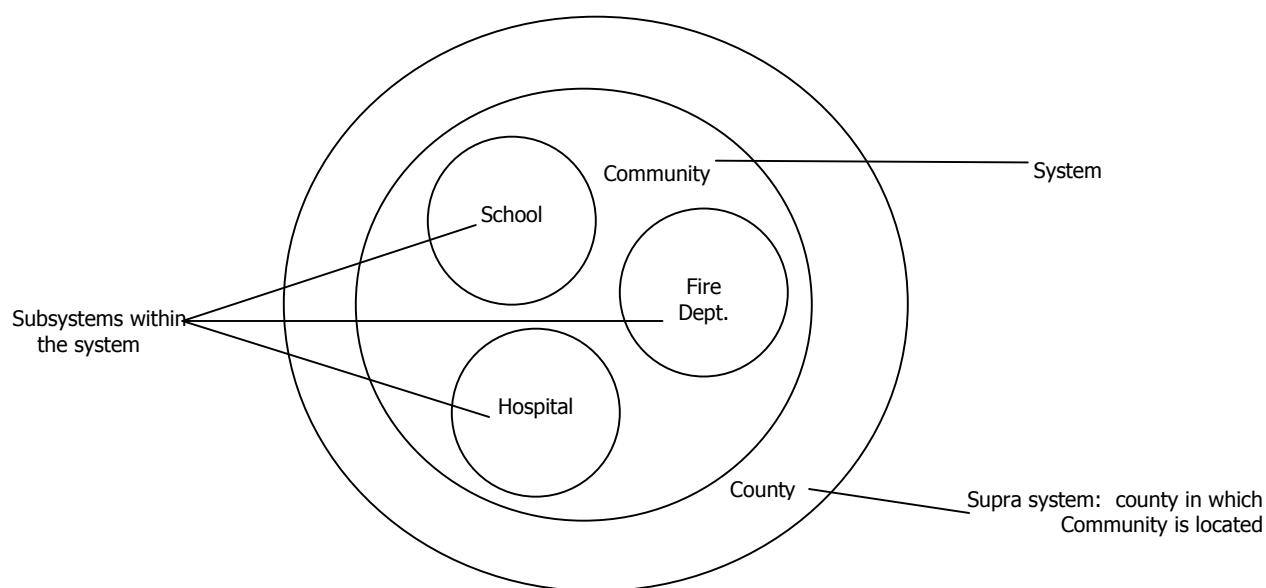 Community
System
School
Fire
Dept.
Subsystems within
the system
Hospital
County
Supra system:  county in which
Community is located